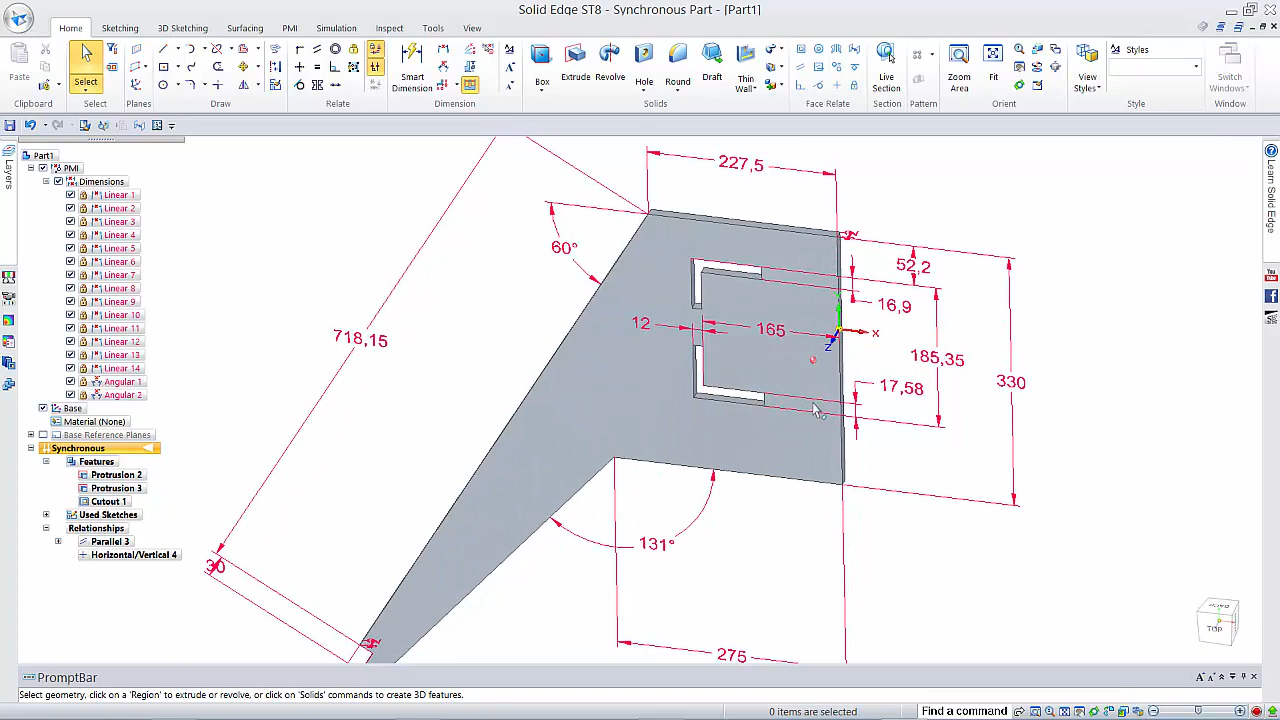 Solid Edge ST8 - Synchronous Part - [Part1]
Home Sketching 3D Sketching Surfacing PMI Simulation Inspect Tools View
Paste Select Smart Dimension Box Extrude Revolve Hole Round Draft Thin Wall Live Section Zoom Area Fit View Styles Styles Switch Windows
Clipboard Select Planes Draw Relate Dimension Solids Face Relate Section Pattern Orient Style Window
Layers
Part1
PMI
Dimensions
Linear 1
Linear 2
Linear 3
Linear 4
Linear 5
Linear 6
Linear 7
Linear 8
Linear 9
Linear 10
Linear 11
Linear 12
Linear 13
Linear 14
Angular 1
Angular 2
Base
Material (None)
Base Reference Planes
Synchronous
Features
Protrusion 2
Protrusion 3
Cutout 1
Used Sketches
Relationships
Parallel 3
Horizontal/Vertical 4
227,5
60°
52,2
16,9
12
165
x
z
718,15
185,35
330
17,58
131°
30
275
TOP
Learn Solid Edge
You Tube
PromptBar
Select geometry, click on a 'Region' to extrude or revolve, or click on 'Solids' commands to create 3D features.
0 items are selected
Find a command